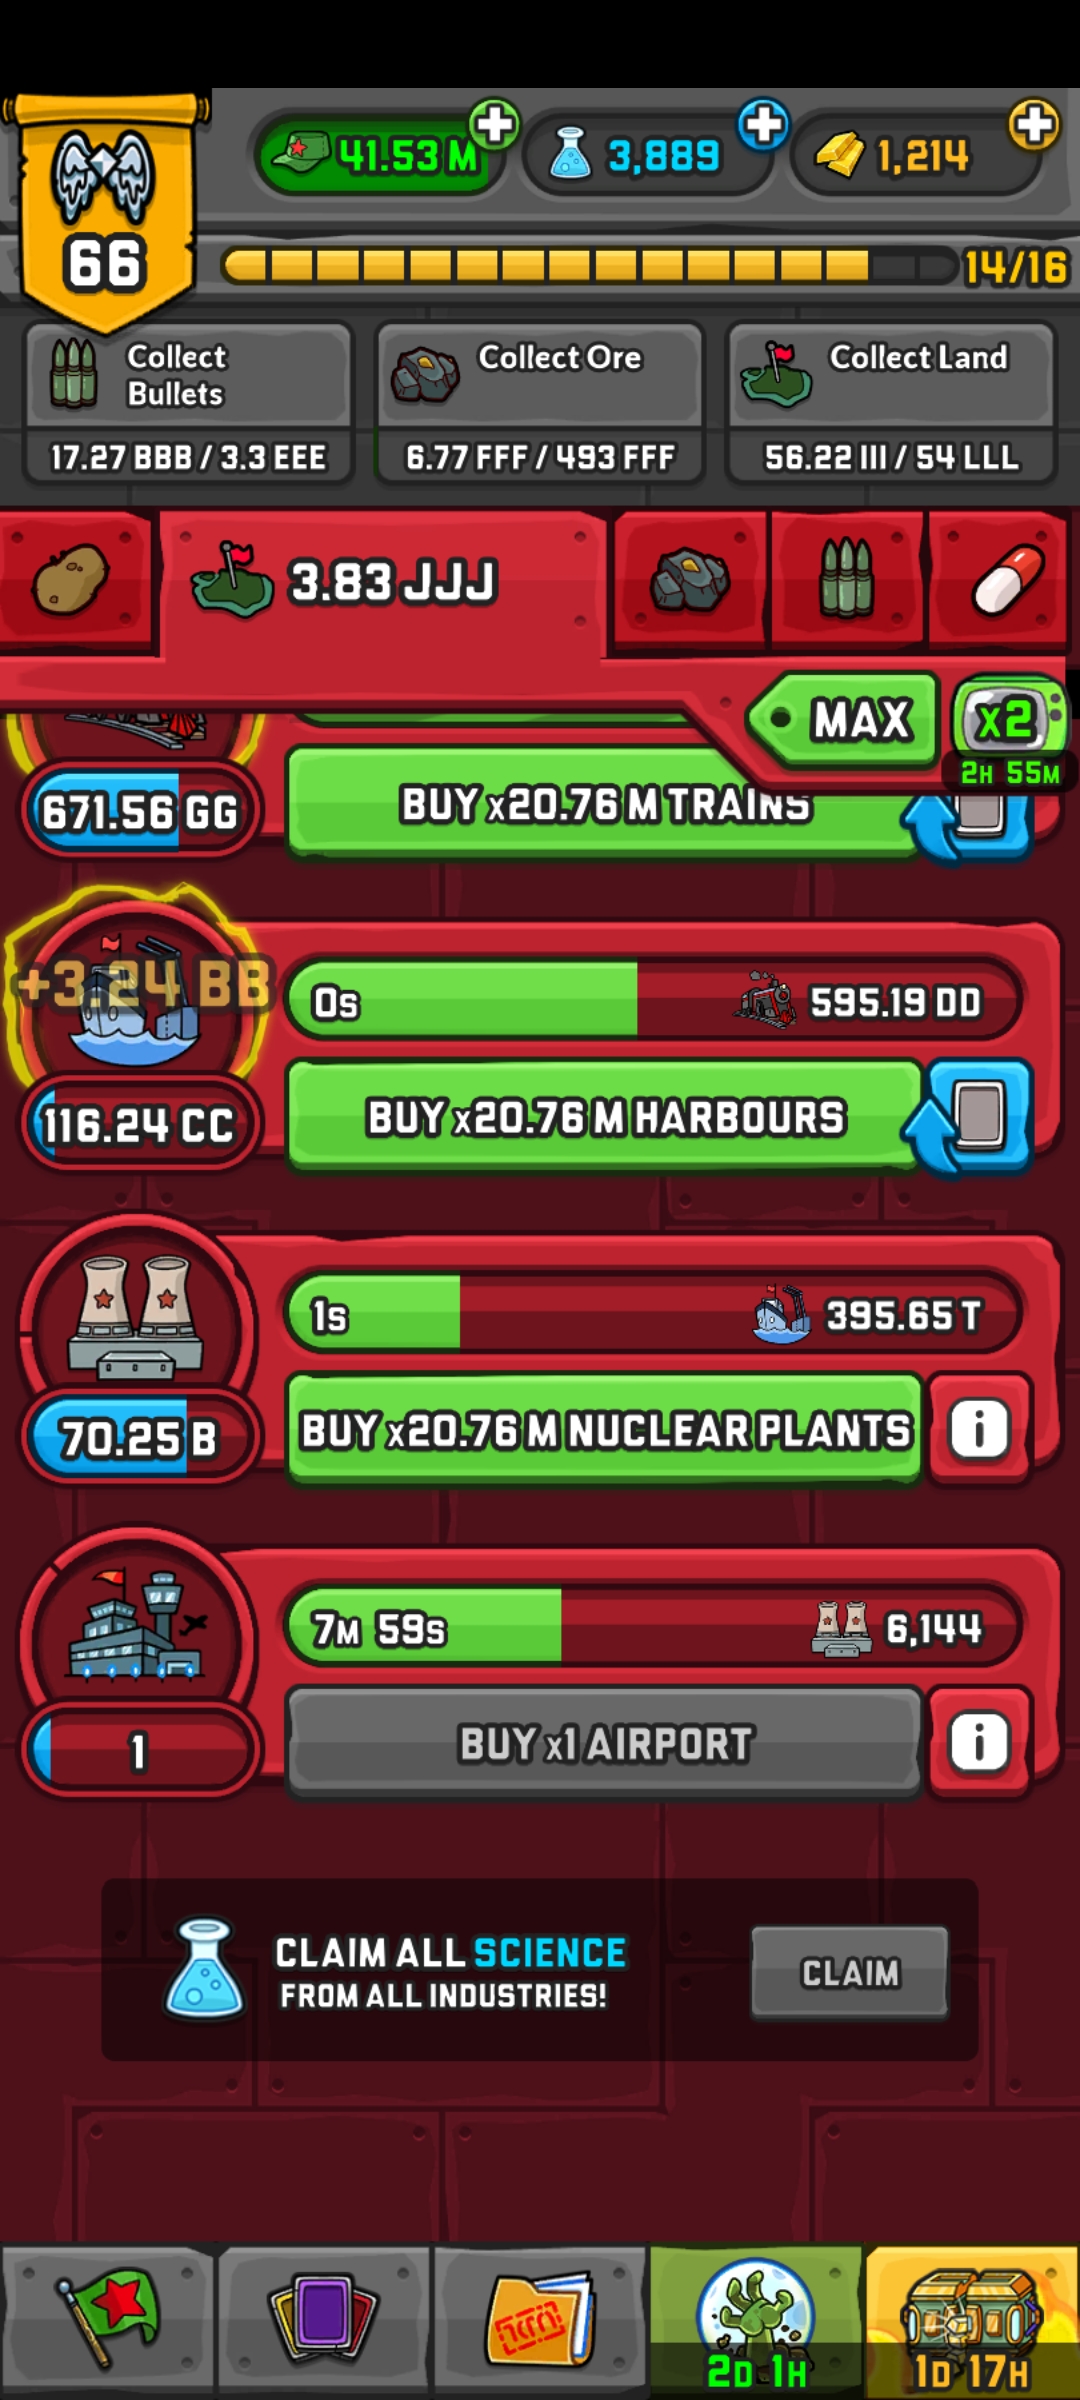 41.53 M
3,889
1,214
66
14/16
Collect
Bullets
17.27 BBB / 3.3 EEE
Collect Ore
6.77 FFF / 493 FFF
Collect Land
56.22 III / 54 LLL
3.83 JJJ
MAX
x2
2H 55M
671.56 GG
BUY x20.76 M TRAINS
+3.24 BB
0s
595.19 DD
116.24 CC
BUY x20.76 M HARBOURS
1s
395.65 T
70.25 B
BUY x20.76 M NUCLEAR PLANTS
i
7M 59s
6,144
1
BUY x1 AIRPORT
i
CLAIM ALL SCIENCE
FROM ALL INDUSTRIES!
CLAIM
2D 1H
1D 17H